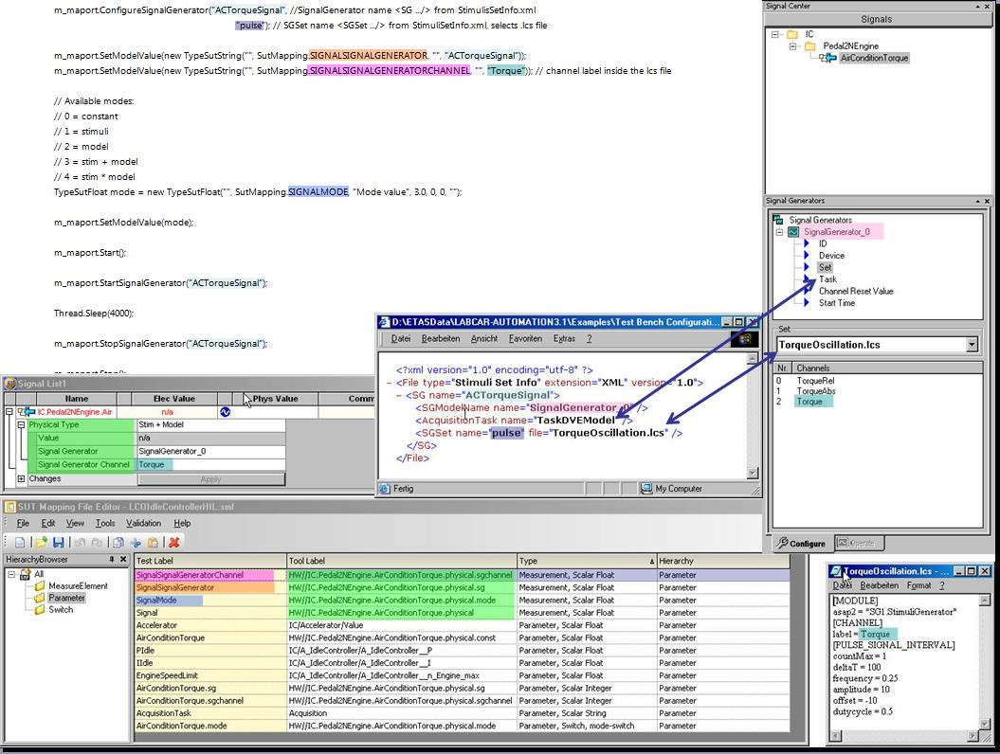 m_maport.ConfigureSignalGenerator("ACTorqueSignal", //SignalGenerator name <SG .../> from StimulisSetInfo.xml
"pulse"); // SGSet name <SGSet .../> from StimuliSetInfo.xml, selects .lcs file
m_maport.SetModelValue(new TypeSutString("", SutMapping.SIGNALSIGNALGENERATOR, "", "ACTorqueSignal"));
m_maport.SetModelValue(new TypeSutString("", SutMapping.SIGNALSIGNALGENERATORCHANNEL, "", "Torque")); // channel label inside the lcs file
// Available modes:
// 0 = constant
// 1 = stimuli
// 2 = model
// 3 = stim + model
// 4 = stim * model
TypeSutFloat mode = new TypeSutFloat("", SutMapping.SIGNALMODE, "Mode value", 3.0, 0, 0, "");
m_maport.SetModelValue(mode);
m_maport.Start();
m_maport.StartSignalGenerator("ACTorqueSignal");
Thread.Sleep(4000);
m_maport.StopSignalGenerator("ACTorqueSignal");
Signal Center
Signals
IC
Pedal2NEngine
AirConditionTorque
Signal Generators
Signal Generators
SignalGenerator_0
ID
Device
Set
Task
Channel Reset Value
Start Time
Set
TorqueOscillation.lcs
Nr. Channels
0 TorqueRel
1 TorqueAbs
2 Torque
Configure Operate
D:\ETASData\LABCAR-AUTOMATION3.1\Examples\Test Bench Configurati...
Datei Bearbeiten Ansicht Favoriten Extras ?
<?xml version="1.0" encoding="utf-8" ?>
- <File type="Stimuli Set Info" extension="XML" version="1.0">
- <SG name="ACTorqueSignal">
<SGModelName name="SignalGenerator_0" />
<AcquisitionTask name="TaskDVEModel" />
<SGSet name="pulse" file="TorqueOscillation.lcs" />
</SG>
</File>
Fertig My Computer
Signal List1
Name Elec Value Phys Value Comm
IC.Pedal2NEngine.Air n/a
Physical Type Stim + Model
Value n/a
Signal Generator SignalGenerator_0
Signal Generator Channel Torque
Changes Apply
SUT Mapping File Editor - LCOIdleControllerHIL.xmf
File Edit View Tools Validation Help
HierarchyBrowser
All
MeasureElement
Parameter
Switch
Test Label Tool Label Type Hierarchy
SignalSignalGeneratorChannel HW//IC.Pedal2NEngine.AirConditionTorque.physical.sgchannel Measurement, Scalar Float Parameter
SignalSignalGenerator HW//IC.Pedal2NEngine.AirConditionTorque.physical.sg Measurement, Scalar Float Parameter
SignalMode HW//IC.Pedal2NEngine.AirConditionTorque.physical.mode Measurement, Scalar Float Parameter
Signal HW//IC.Pedal2NEngine.AirConditionTorque.physical Measurement, Scalar Float Parameter
Accelerator IC/Accelerator/Value Parameter, Scalar Float Parameter
AirConditionTorque HW//IC.Pedal2NEngine.AirConditionTorque.physical.const Parameter, Scalar Float Parameter
PIdle IC/A_IdleController/A_IdleController__P Parameter, Scalar Float Parameter
IIdle IC/A_IdleController/A_IdleController__I Parameter, Scalar Float Parameter
EngineSpeedLimit IC/A_IdleController/A_IdleController__n_Engine_max Parameter, Scalar Float Parameter
AirConditionTorque.sg HW//IC.Pedal2NEngine.AirConditionTorque.physical.sg Parameter, Scalar Integer Parameter
AirConditionTorque.sgchannel HW//IC.Pedal2NEngine.AirConditionTorque.physical.sgchannel Parameter, Scalar Integer Parameter
AcquisitionTask Acquisition Parameter, Scalar String Parameter
AirConditionTorque.mode HW//IC.Pedal2NEngine.AirConditionTorque.physical.mode Parameter, Switch, mode-switch Parameter
TorqueOscillation.lcs - ...
Datei Bearbeiten Format ?
[MODULE]
asap2 = "SG1.StimuliGenerator"
[CHANNEL]
label = Torque
[PULSE_SIGNAL_INTERVAL]
countMax = 1
deltaT = 100
frequency = 0.25
amplitude = 10
offset = -10
dutycycle = 0.5